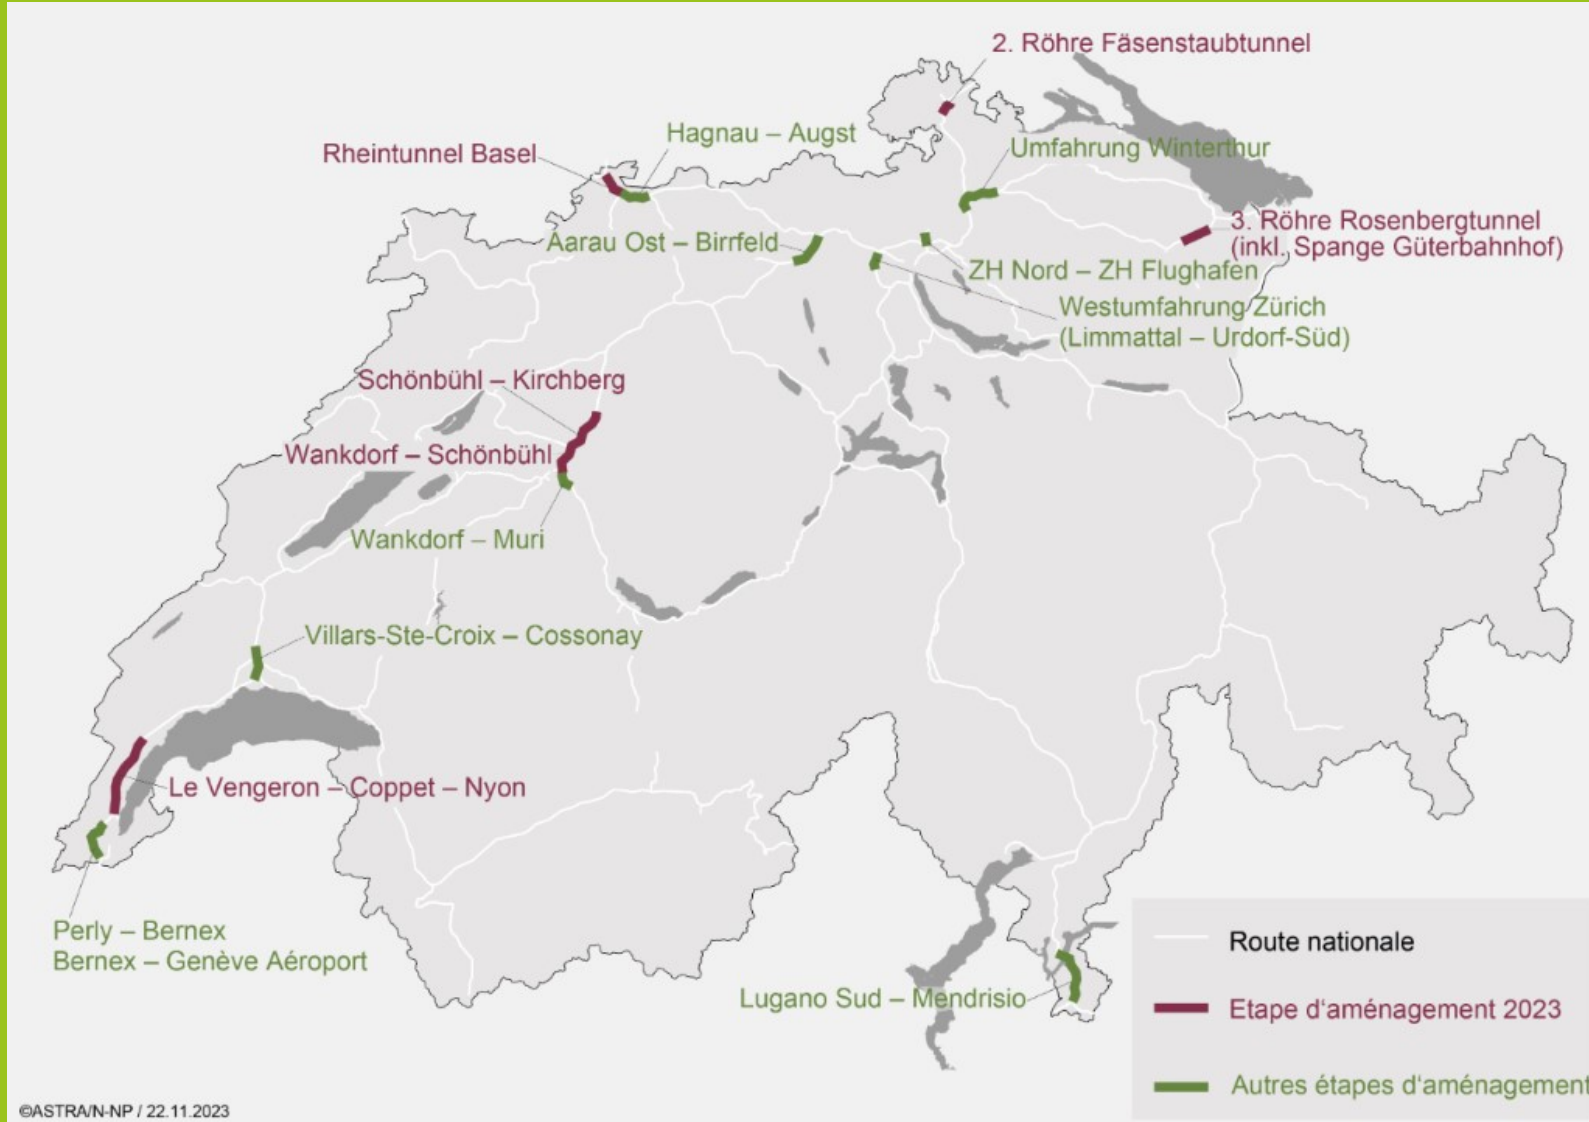 2. Röhre Fäsenstaubtunnel
Hagnau – Augst
Rheintunnel Basel
Umfahrung Winterthur
3. Röhre Rosenbergtunnel
(inkl. Spange Güterbahnhof)
Aarau Ost – Birrfeld
ZH Nord – ZH Flughafen
Westumfahrung Zürich
(Limmattal – Urdorf-Süd)
Schönbühl – Kirchberg
Wankdorf – Schönbühl
Wankdorf – Muri
Villars-Ste-Croix – Cossonay
Le Vengeron – Coppet – Nyon
Perly – Bernex
Bernex – Genève Aéroport
Lugano Sud – Mendrisio
Route nationale
Etape d'aménagement 2023
Autres étapes d'aménagement
©ASTRA/N-NP / 22.11.2023